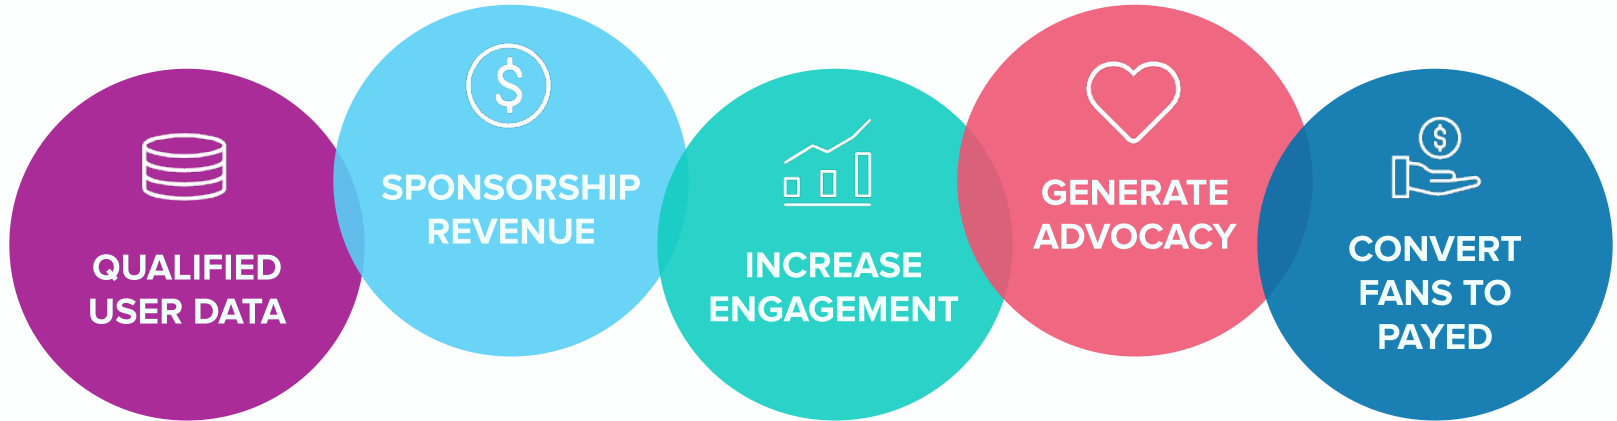 QUALIFIED
USER DATA
$
SPONSORSHIP
REVENUE
INCREASE
ENGAGEMENT
GENERATE
ADVOCACY
$
CONVERT
FANS TO
PAYED